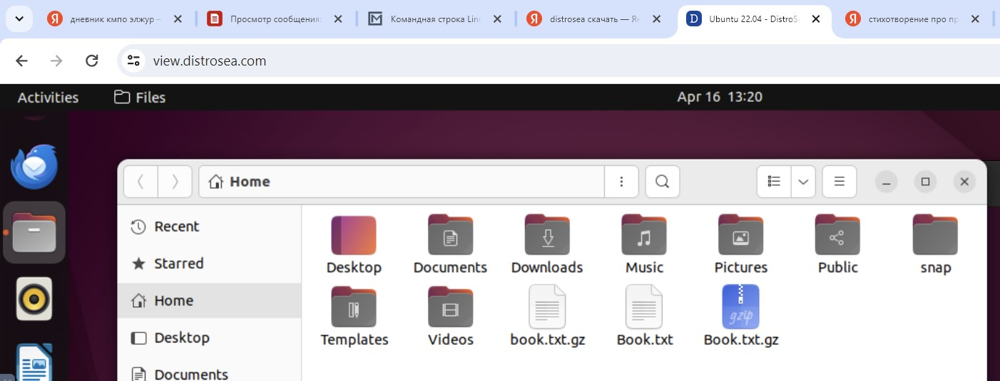 дневник кмпо элжур –
Просмотр сообщения:
Командная строка Linu
distrosea скачать — Ян
Ubuntu 22.04 - DistroS
стихотворение про пр
view.distrosea.com
Activities
Files
Apr 16 13:20
Home
Recent
Starred
Home
Desktop
Documents
Desktop
Documents
Downloads
Music
Pictures
Public
snap
gzip
Templates
Videos
book.txt.gz
Book.txt
Book.txt.gz